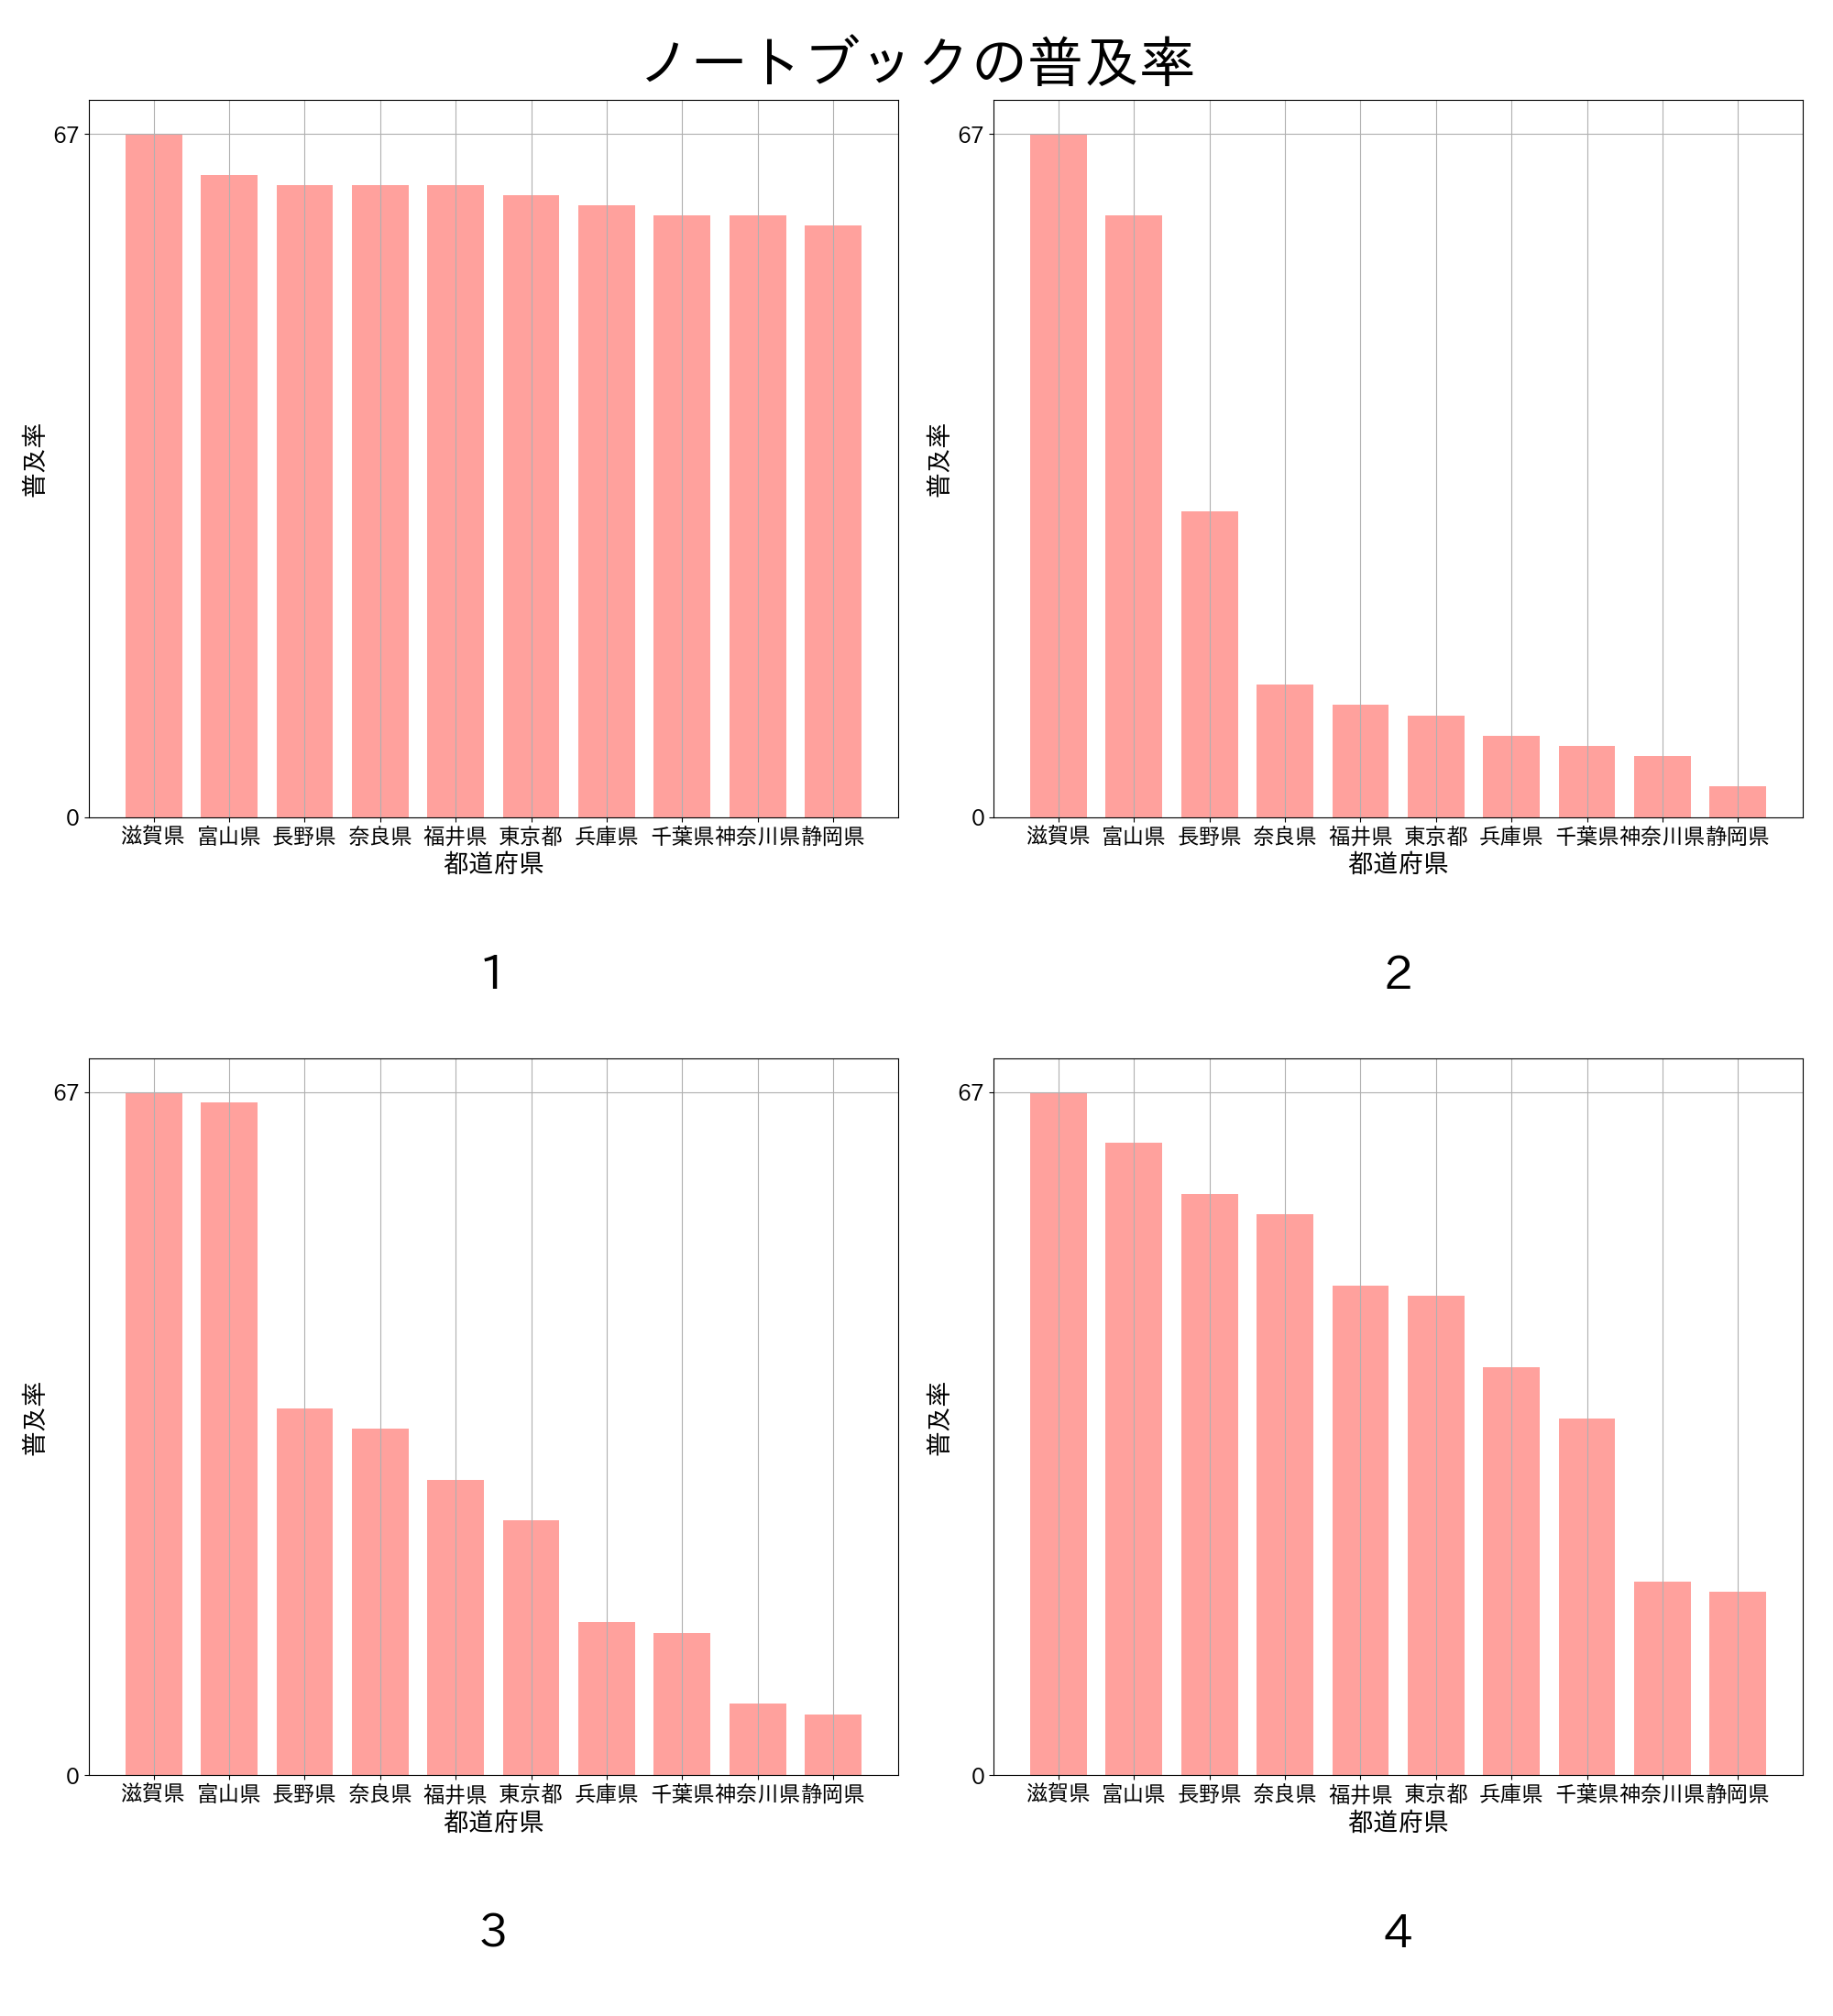 ノートブックの普及率
67
0
普及率
滋賀県 富山県 長野県 奈良県 福井県 東京都 兵庫県 千葉県 神奈川県 静岡県
都道府県
1
67
0
普及率
滋賀県 富山県 長野県 奈良県 福井県 東京都 兵庫県 千葉県 神奈川県 静岡県
都道府県
2
67
0
普及率
滋賀県 富山県 長野県 奈良県 福井県 東京都 兵庫県 千葉県 神奈川県 静岡県
都道府県
3
67
0
普及率
滋賀県 富山県 長野県 奈良県 福井県 東京都 兵庫県 千葉県 神奈川県 静岡県
都道府県
4